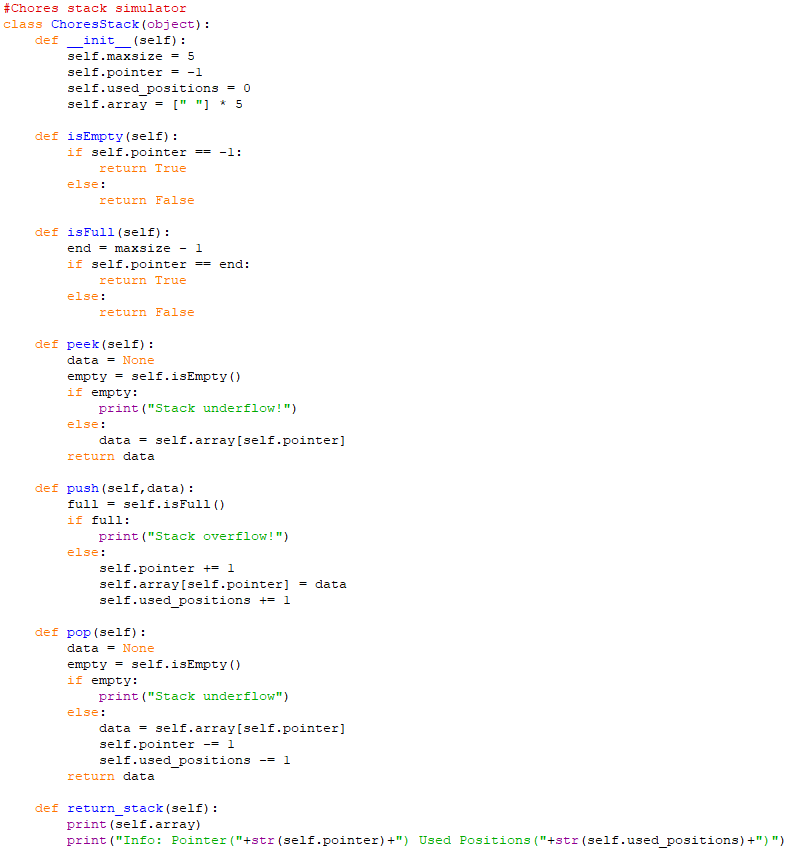 #Chores stack simulator
class ChoresStack(object):
    def __init__(self):
        self.maxsize = 5
        self.pointer = -1
        self.used_positions = 0
        self.array = [" "] * 5

    def isEmpty(self):
        if self.pointer == -1:
            return True
        else:
            return False

    def isFull(self):
        end = maxsize - 1
        if self.pointer == end:
            return True
        else:
            return False

    def peek(self):
        data = None
        empty = self.isEmpty()
        if empty:
            print("Stack underflow!")
        else:
            data = self.array[self.pointer]
        return data

    def push(self,data):
        full = self.isFull()
        if full:
            print("Stack overflow!")
        else:
            self.pointer += 1
            self.array[self.pointer] = data
            self.used_positions += 1

    def pop(self):
        data = None
        empty = self.isEmpty()
        if empty:
            print("Stack underflow")
        else:
            data = self.array[self.pointer]
            self.pointer -= 1
            self.used_positions -= 1
        return data

    def return_stack(self):
        print(self.array)
        print("Info: Pointer("+str(self.pointer)+") Used Positions("+str(self.used_positions)+")")